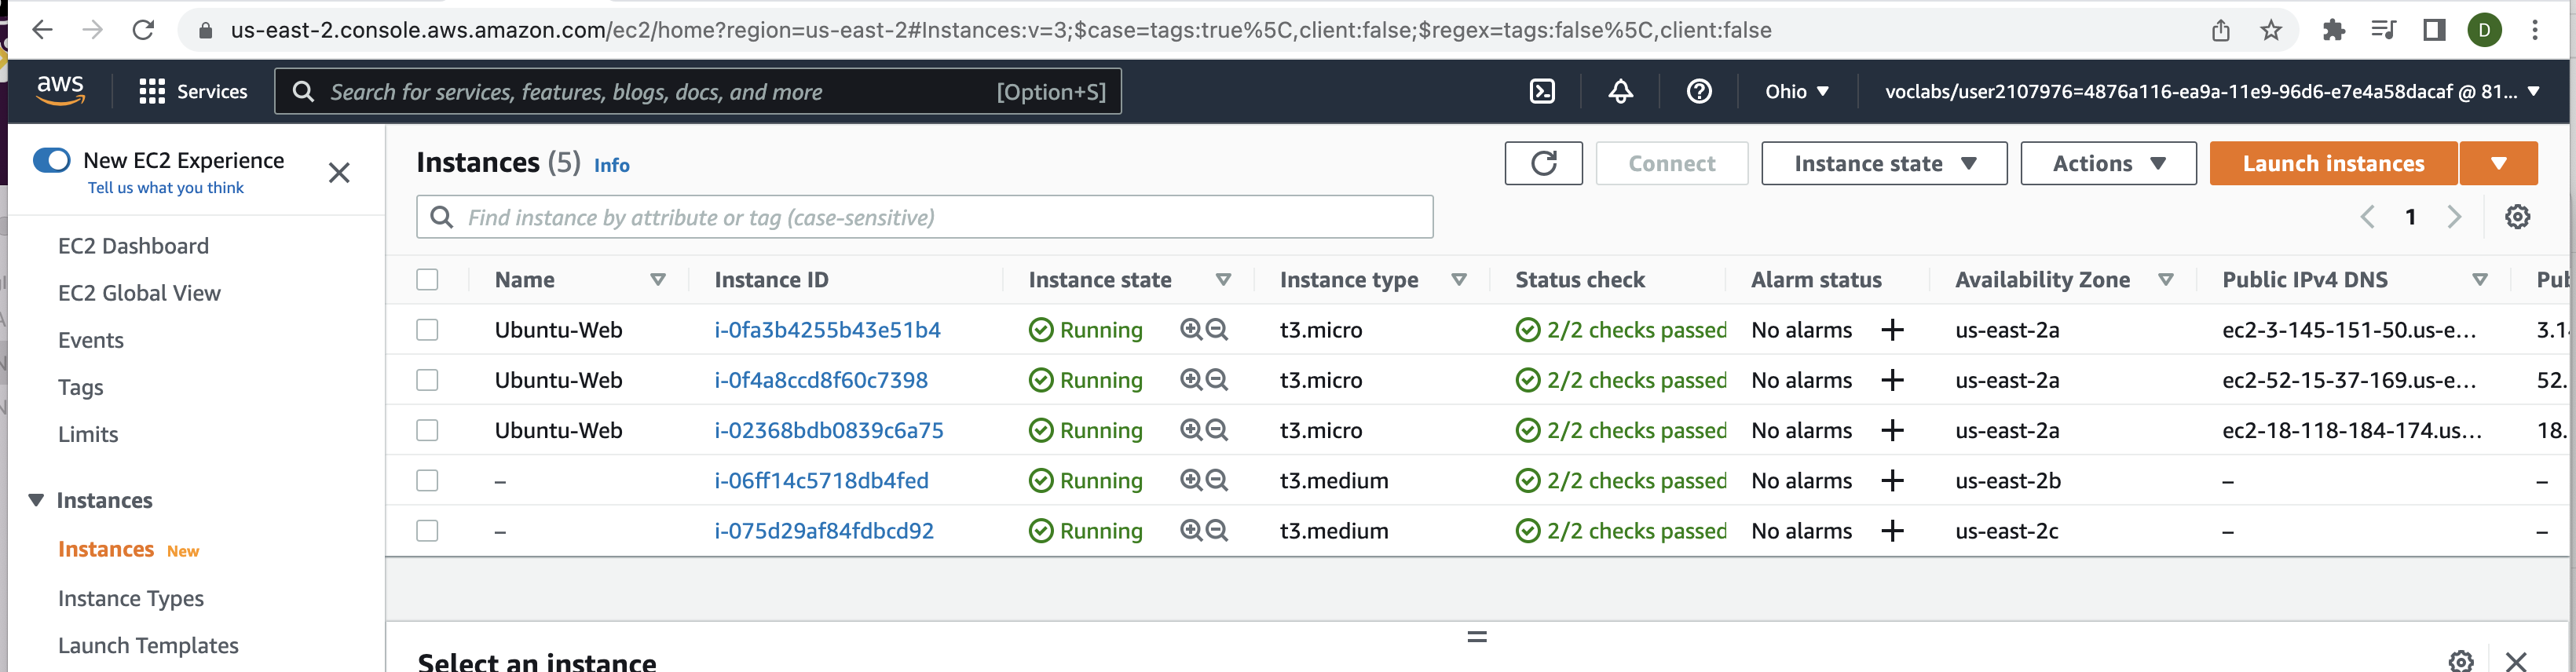 us-east-2.console.aws.amazon.com/ec2/home?region=us-east-2#Instances:v=3;$case=tags:true%5C,client:false;$regex=tags:false%5C,client:false
D
aws
Services
Search for services, features, blogs, docs, and more
[Option+S]
Ohio
voclabs/user2107976=4876a116-ea9a-11e9-96d6-e7e4a58dacaf @ 81...
New EC2 Experience
Tell us what you think
EC2 Dashboard
EC2 Global View
Events
Tags
Limits
Instances
Instances New
Instance Types
Launch Templates
Instances (5) Info
Connect
Instance state
Actions
Launch instances
Find instance by attribute or tag (case-sensitive)
1
Name Instance ID Instance state Instance type Status check Alarm status Availability Zone Public IPv4 DNS Pub
Ubuntu-Web i-0fa3b4255b43e51b4 Running t3.micro 2/2 checks passed No alarms + us-east-2a ec2-3-145-151-50.us-e... 3.1
Ubuntu-Web i-0f4a8ccd8f60c7398 Running t3.micro 2/2 checks passed No alarms + us-east-2a ec2-52-15-37-169.us-e... 52.
Ubuntu-Web i-02368bdb0839c6a75 Running t3.micro 2/2 checks passed No alarms + us-east-2a ec2-18-118-184-174.us... 18.
– i-06ff14c5718db4fed Running t3.medium 2/2 checks passed No alarms + us-east-2b – –
– i-075d29af84fdbcd92 Running t3.medium 2/2 checks passed No alarms + us-east-2c – –
Select an instance